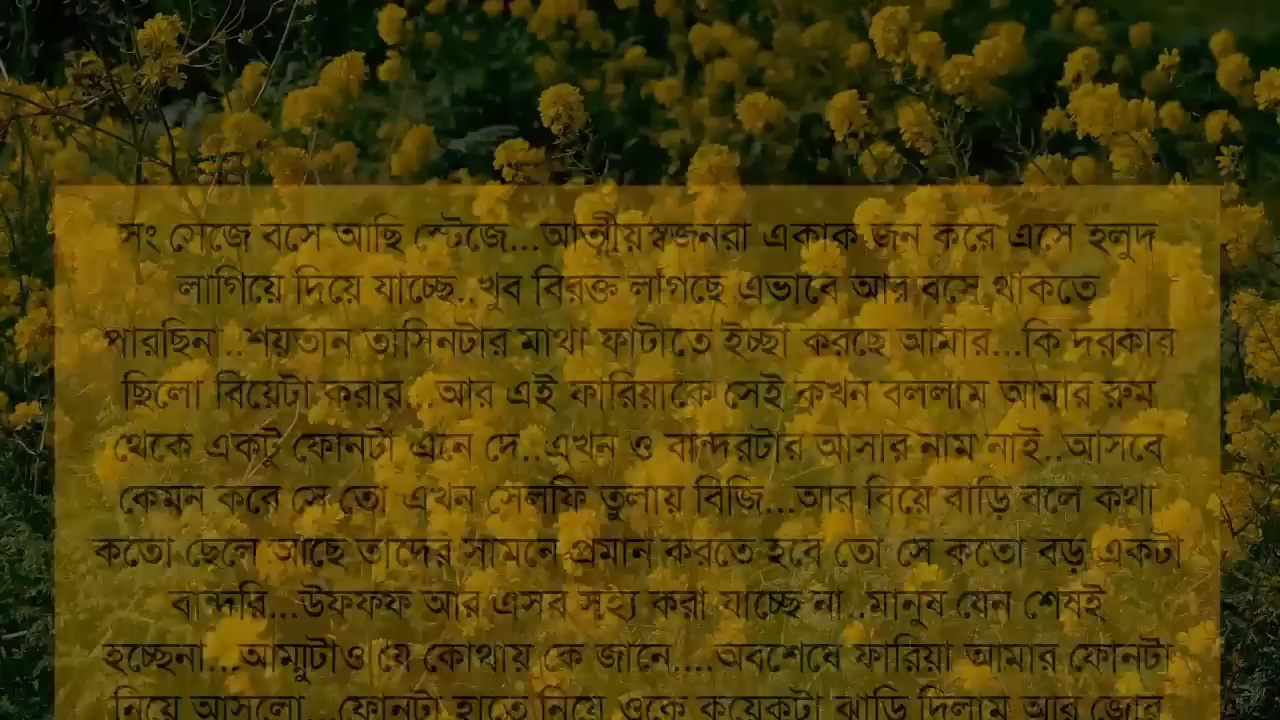 সং সেজে বসে আছি স্টেজে...আত্মীয়স্বজনরা একাক জন করে এসে হলুদ
লাগিয়ে দিয়ে যাচ্ছে..খুব বিরক্ত লাগছে এভাবে আর বসে থাকতে
পারছিনা..শয়তান তাসিনটার মাথা ফাটাতে ইচ্ছা করছে আমার...কি দরকার
ছিলো বিয়েটা করার...আর এই ফারিয়াকে সেই কখন বললাম আমার রুম
থেকে একটু ফোনটা এনে দে..এখন ও বান্দরটার আসার নাম নাই..আসবে
কেমন করে সে তো এখন সেলফি তুলায় বিজি...আর বিয়ে বাড়ি বলে কথা
কতো ছেলে আছে তাদের সামনে প্রমান করতে হবে তো সে কতো বড় একটা
বান্দরি...উফফফ আর এসব সহ্য করা যাচ্ছে না..মানুষ যেন শেষই
হচ্ছেনা...আম্মুটাও যে কোথায় কে জানে....অবশেষে ফারিয়া আমার ফোনটা
নিয়ে আসলো...ফোনটা হাতে নিয়ে ওকে কয়েকটা ঝাড়ি দিলাম আর জোর